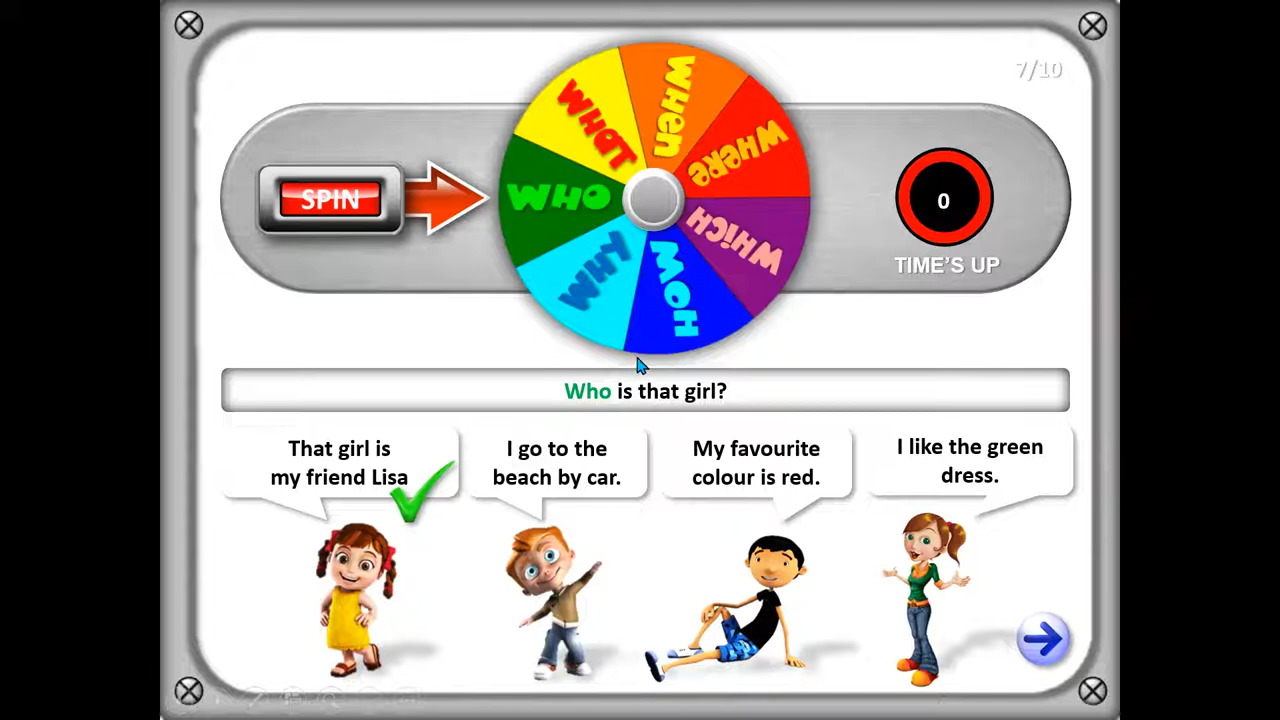 7/10
WHAT
WHEN
WHERE
WHO
WHICH
WHY
HOW
SPIN
0
TIME'S UP
Who is that girl?
That girl is
my friend Lisa
I go to the
beach by car.
My favourite
colour is red.
I like the green
dress.